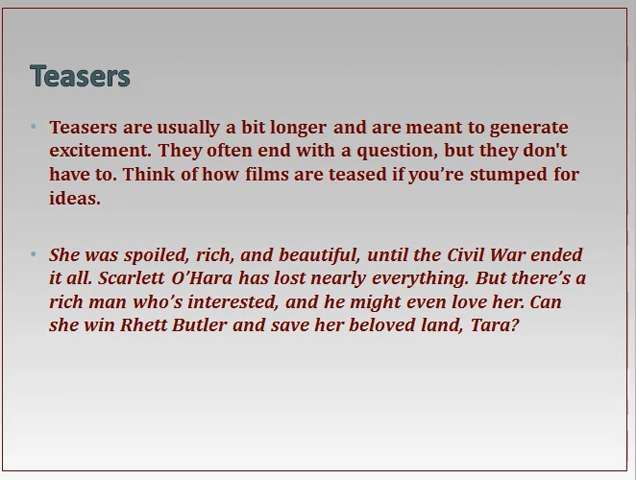 Teasers
• Teasers are usually a bit longer and are meant to generate
excitement. They often end with a question, but they don't
have to. Think of how films are teased if you’re stumped for
ideas.
• She was spoiled, rich, and beautiful, until the Civil War ended
it all. Scarlett O’Hara has lost nearly everything. But there’s a
rich man who’s interested, and he might even love her. Can
she win Rhett Butler and save her beloved land, Tara?